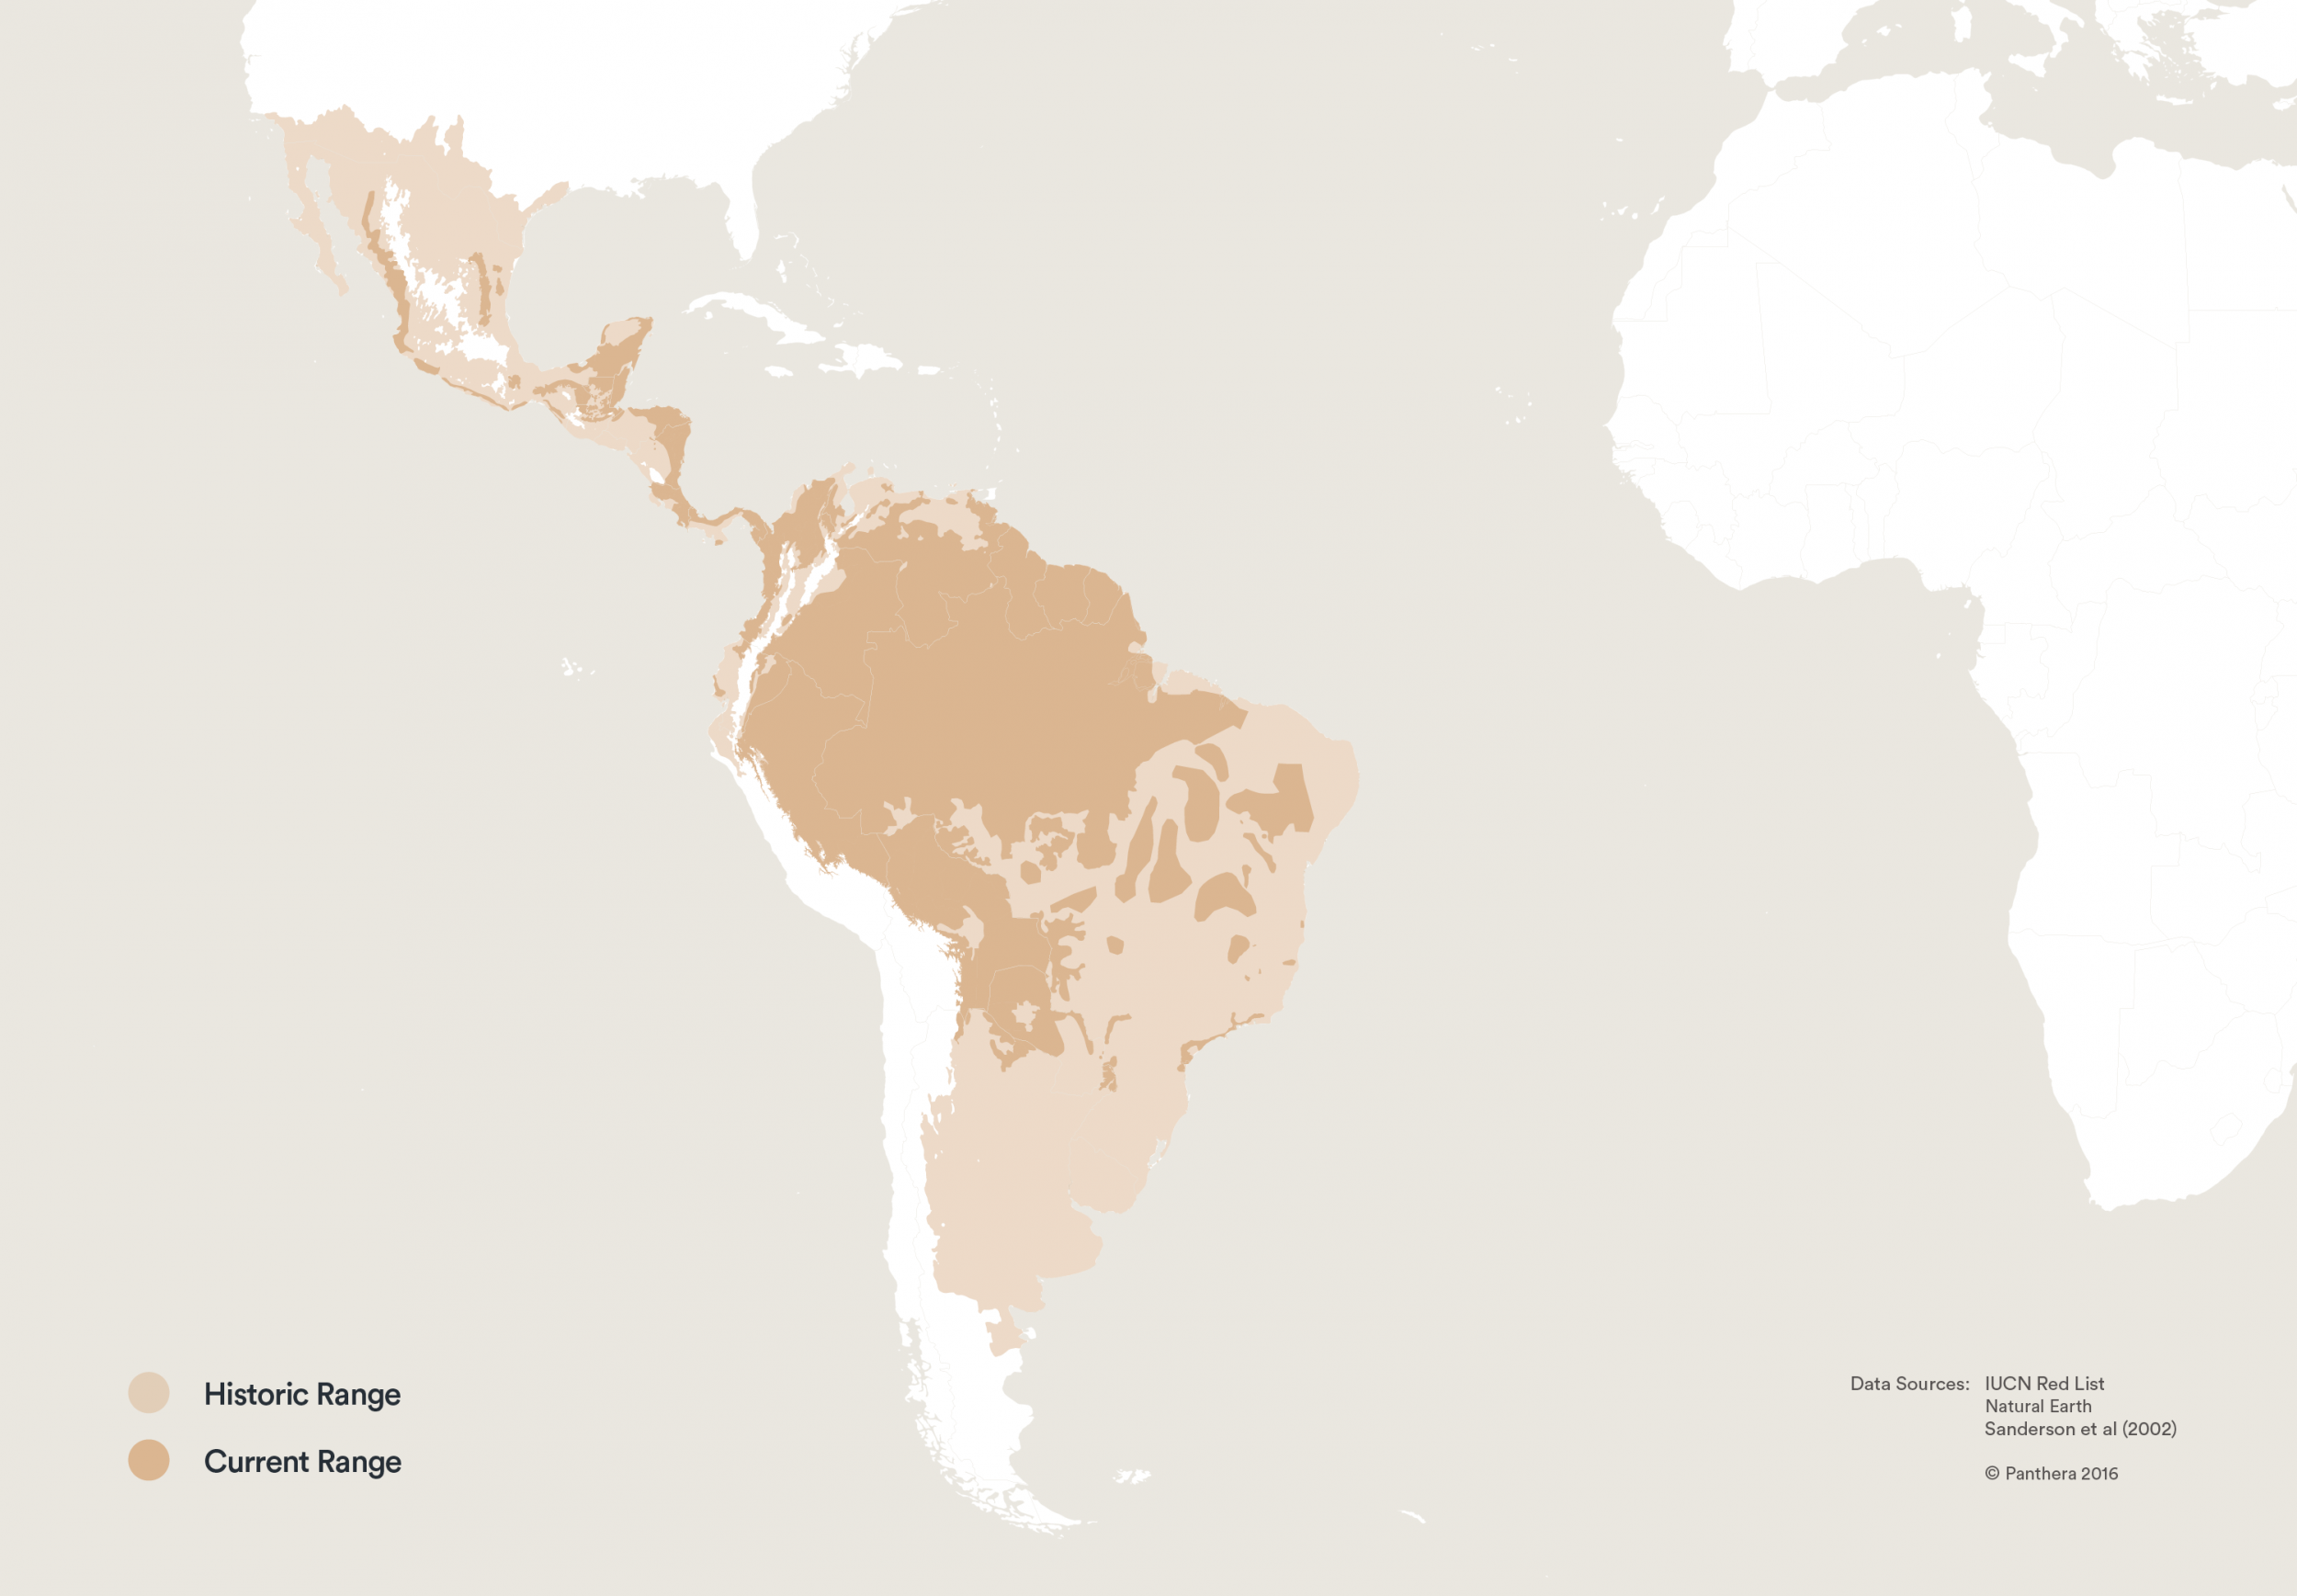 Historic Range
Current Range
Data Sources: IUCN Red List
Natural Earth
Sanderson et al (2002)
© Panthera 2016